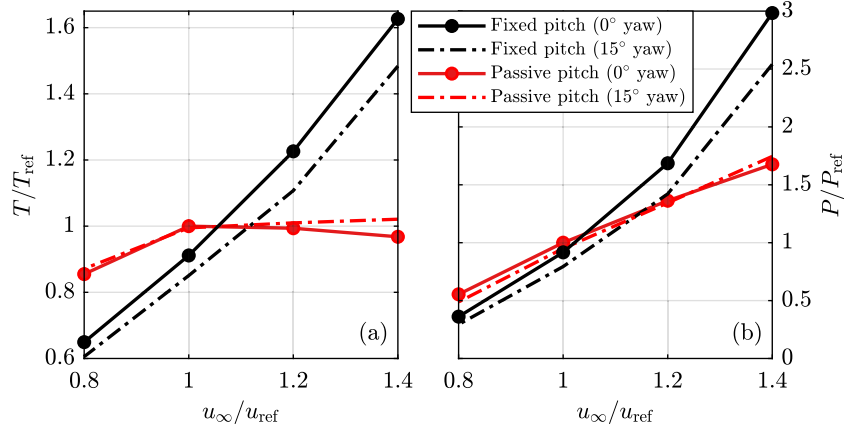 Fixed pitch (0° yaw)
Fixed pitch (15° yaw)
Passive pitch (0° yaw)
Passive pitch (15° yaw)
T/T_ref
1.6
1.4
1.2
1
0.8
0.6
(a)
0.8 1 1.2 1.4
u_∞/u_ref
3
2.5
2
1.5
1
0.5
0
P/P_ref
(b)
0.8 1 1.2 1.4
u_∞/u_ref